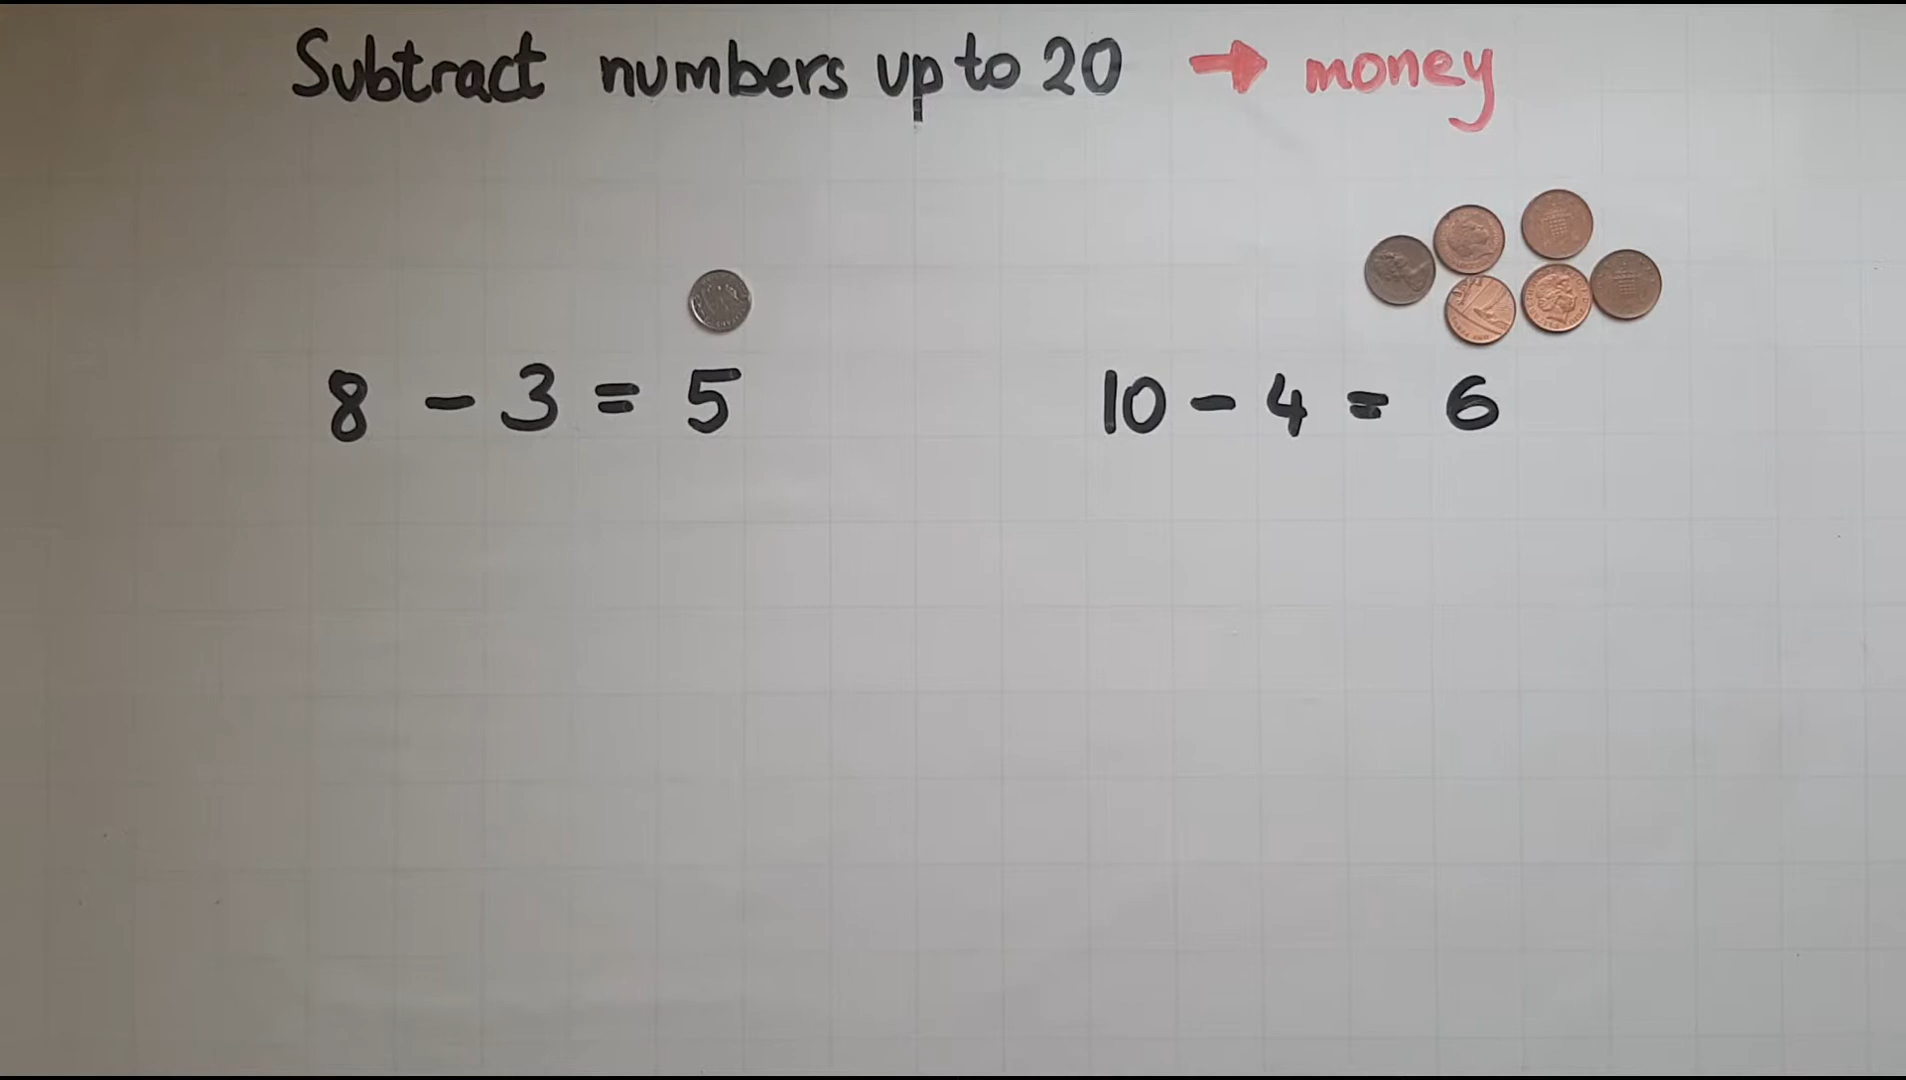 Subtract numbers up to 20 → money
8 - 3 = 5
10 - 4 = 6